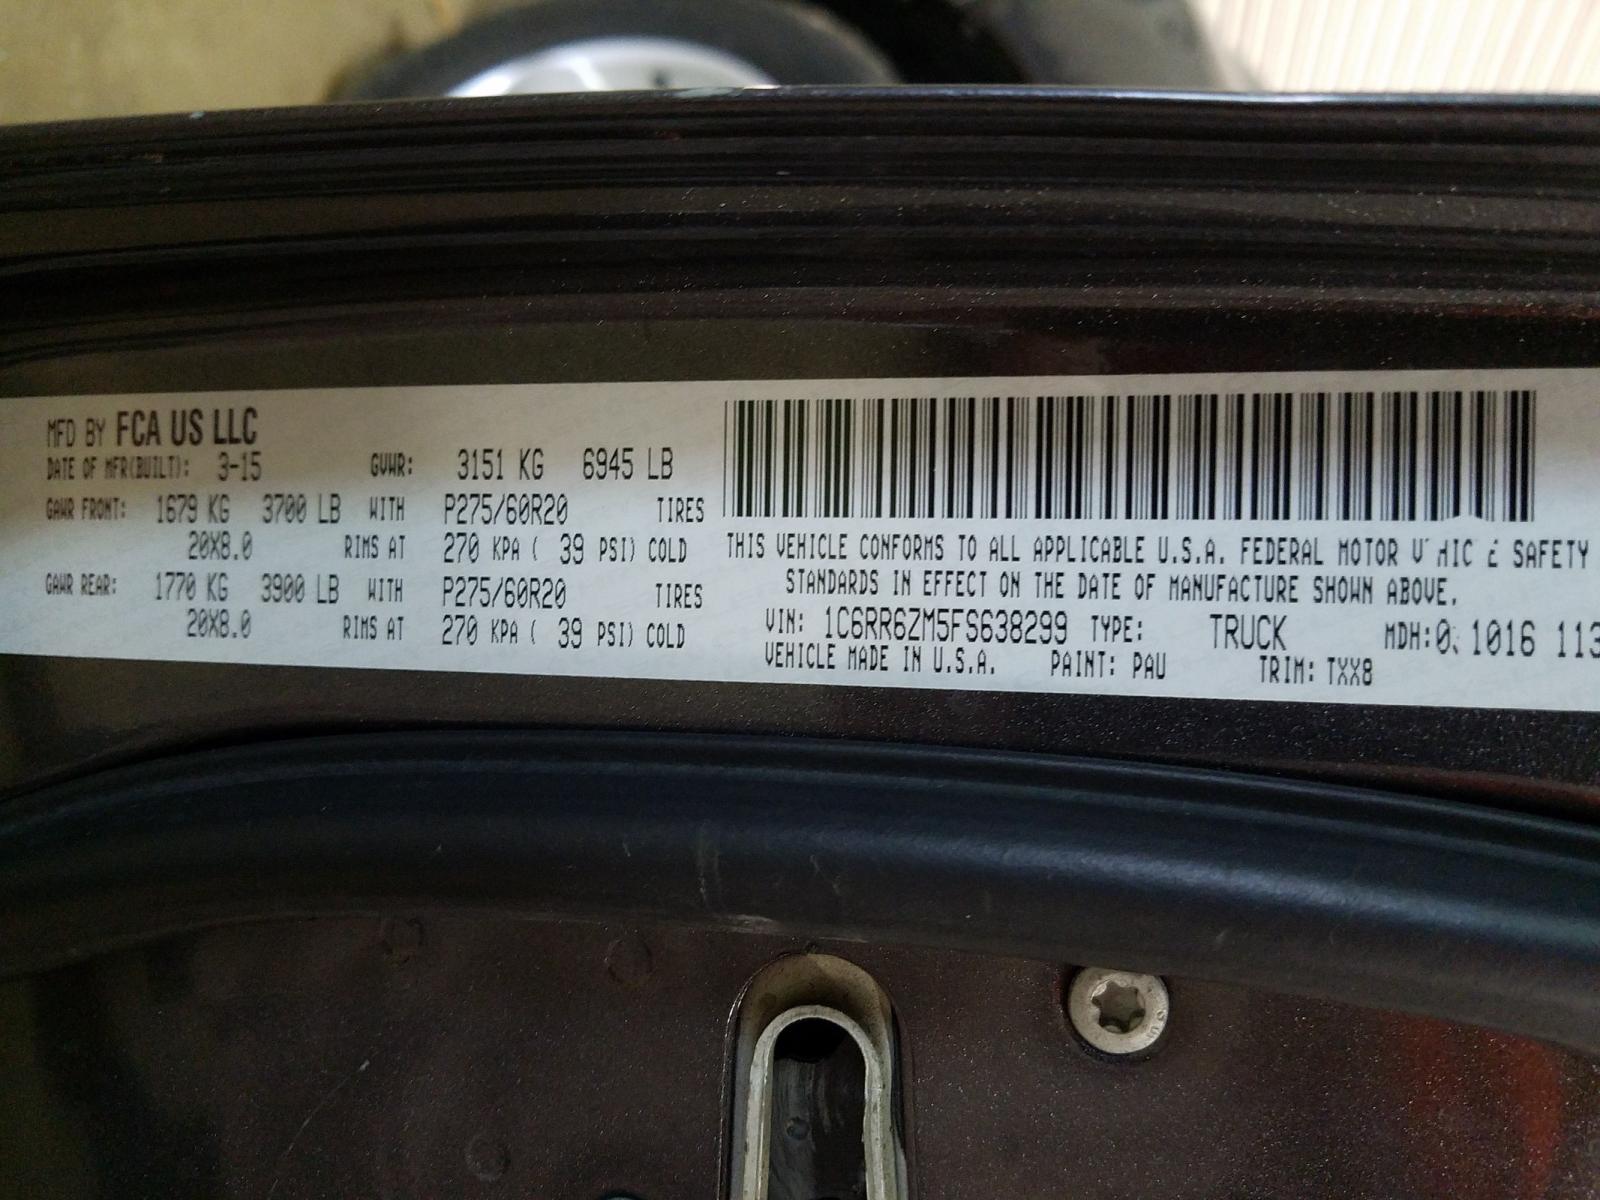 MFD BY FCA US LLC
DATE OF MFR(BUILT): 3-15 GVWR: 3151 KG 6945 LB
GAWR FRONT: 1679 KG 3700 LB WITH P275/60R20 TIRES
20X8.0 RIMS AT 270 KPA ( 39 PSI) COLD
GAWR REAR: 1770 KG 3900 LB WITH P275/60R20 TIRES
20X8.0 RIMS AT 270 KPA ( 39 PSI) COLD
THIS VEHICLE CONFORMS TO ALL APPLICABLE U.S.A. FEDERAL MOTOR SAFETY
STANDARDS IN EFFECT ON THE DATE OF MANUFACTURE SHOWN ABOVE.
VIN: 1C6RR6ZM5FS638299 TYPE: TRUCK MDH: 1016 113
VEHICLE MADE IN U.S.A. PAINT: PAU TRIM: TXX8